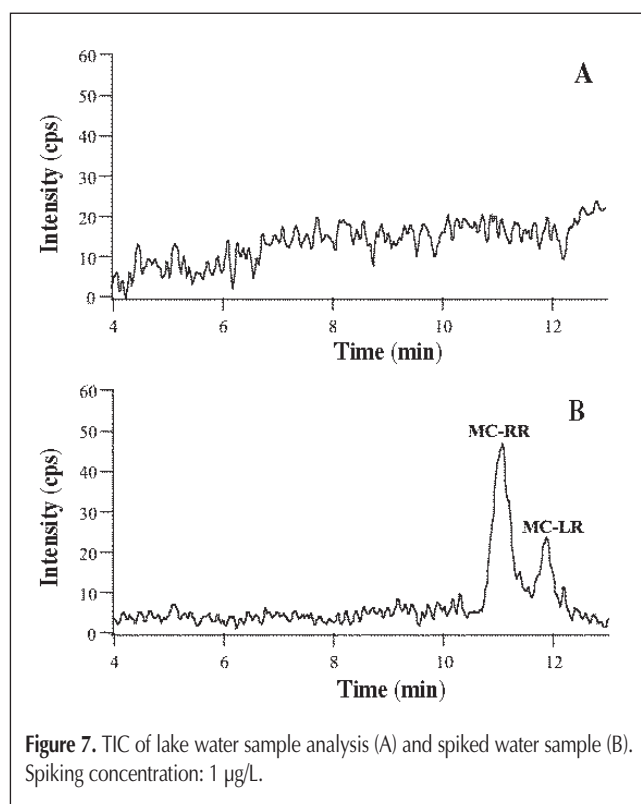 A
60
50
40
30
20
10
0
Intensity (cps)
4 6 8 10 12
Time (min)
B
60
50
40
30
20
10
0
Intensity (cps)
MC-RR
MC-LR
4 6 8 10 12
Time (min)
Figure 7. TIC of lake water sample analysis (A) and spiked water sample (B).
Spiking concentration: 1 µg/L.